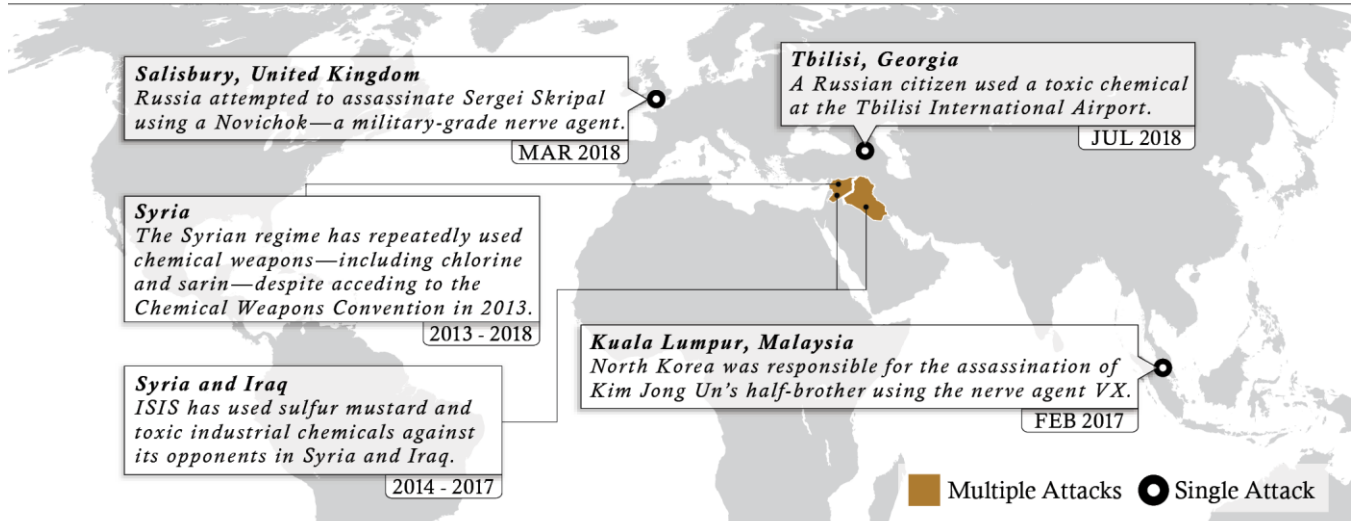 Salisbury, United Kingdom
Russia attempted to assassinate Sergei Skripal
using a Novichok—a military-grade nerve agent.
MAR 2018
Tbilisi, Georgia
A Russian citizen used a toxic chemical
at the Tbilisi International Airport.
JUL 2018
Syria
The Syrian regime has repeatedly used
chemical weapons—including chlorine
and sarin—despite acceding to the
Chemical Weapons Convention in 2013.
2013 - 2018
Kuala Lumpur, Malaysia
North Korea was responsible for the assassination of
Kim Jong Un’s half-brother using the nerve agent VX.
FEB 2017
Syria and Iraq
ISIS has used sulfur mustard and
toxic industrial chemicals against
its opponents in Syria and Iraq.
2014 - 2017
Multiple Attacks
Single Attack